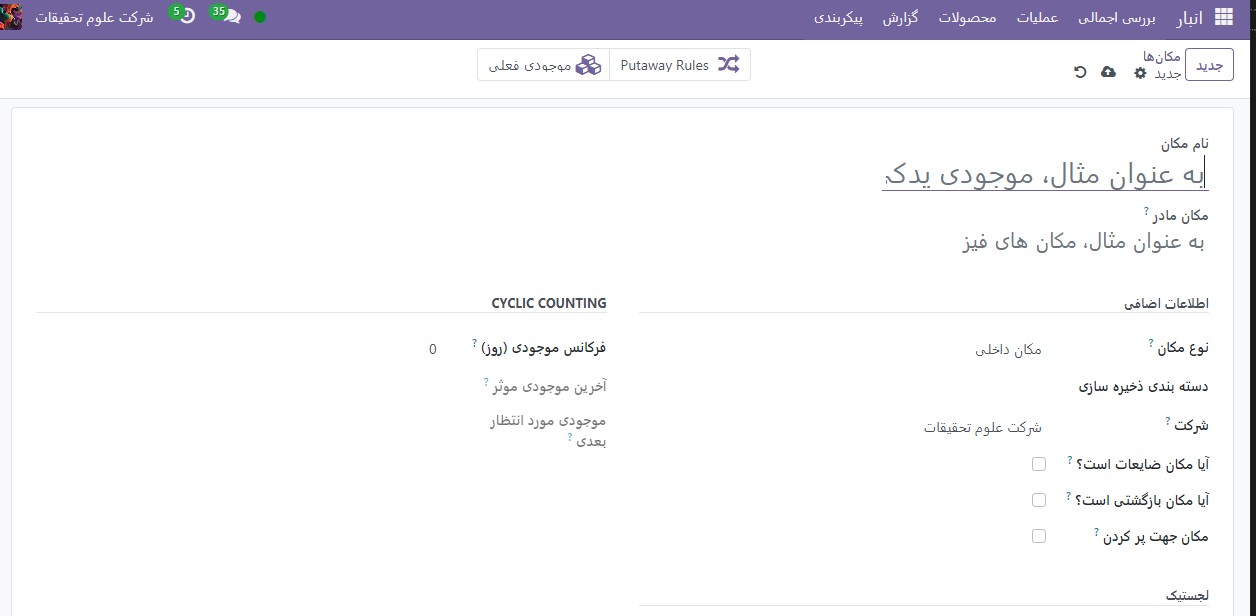 انبار بررسی اجمالی عملیات محصولات گزارش پیکربندی 35 5 شرکت علوم تحقیقات
جدید مکان‌ها
جدید
Putaway Rules موجودی فعلی
نام مکان
به عنوان مثال، موجودی یدکی
مکان مادر ?
به عنوان مثال، مکان های فیز
اطلاعات اضافی
نوع مکان ? مکان داخلی
دسته بندی ذخیره سازی
شرکت ? شرکت علوم تحقیقات
آیا مکان ضایعات است؟ ?
آیا مکان بازگشتی است؟ ?
مکان جهت پر کردن ?
CYCLIC COUNTING
فرکانس موجودی (روز) ? 0
آخرین موجودی موثر ?
موجودی مورد انتظار
بعدی ?
لجستیک